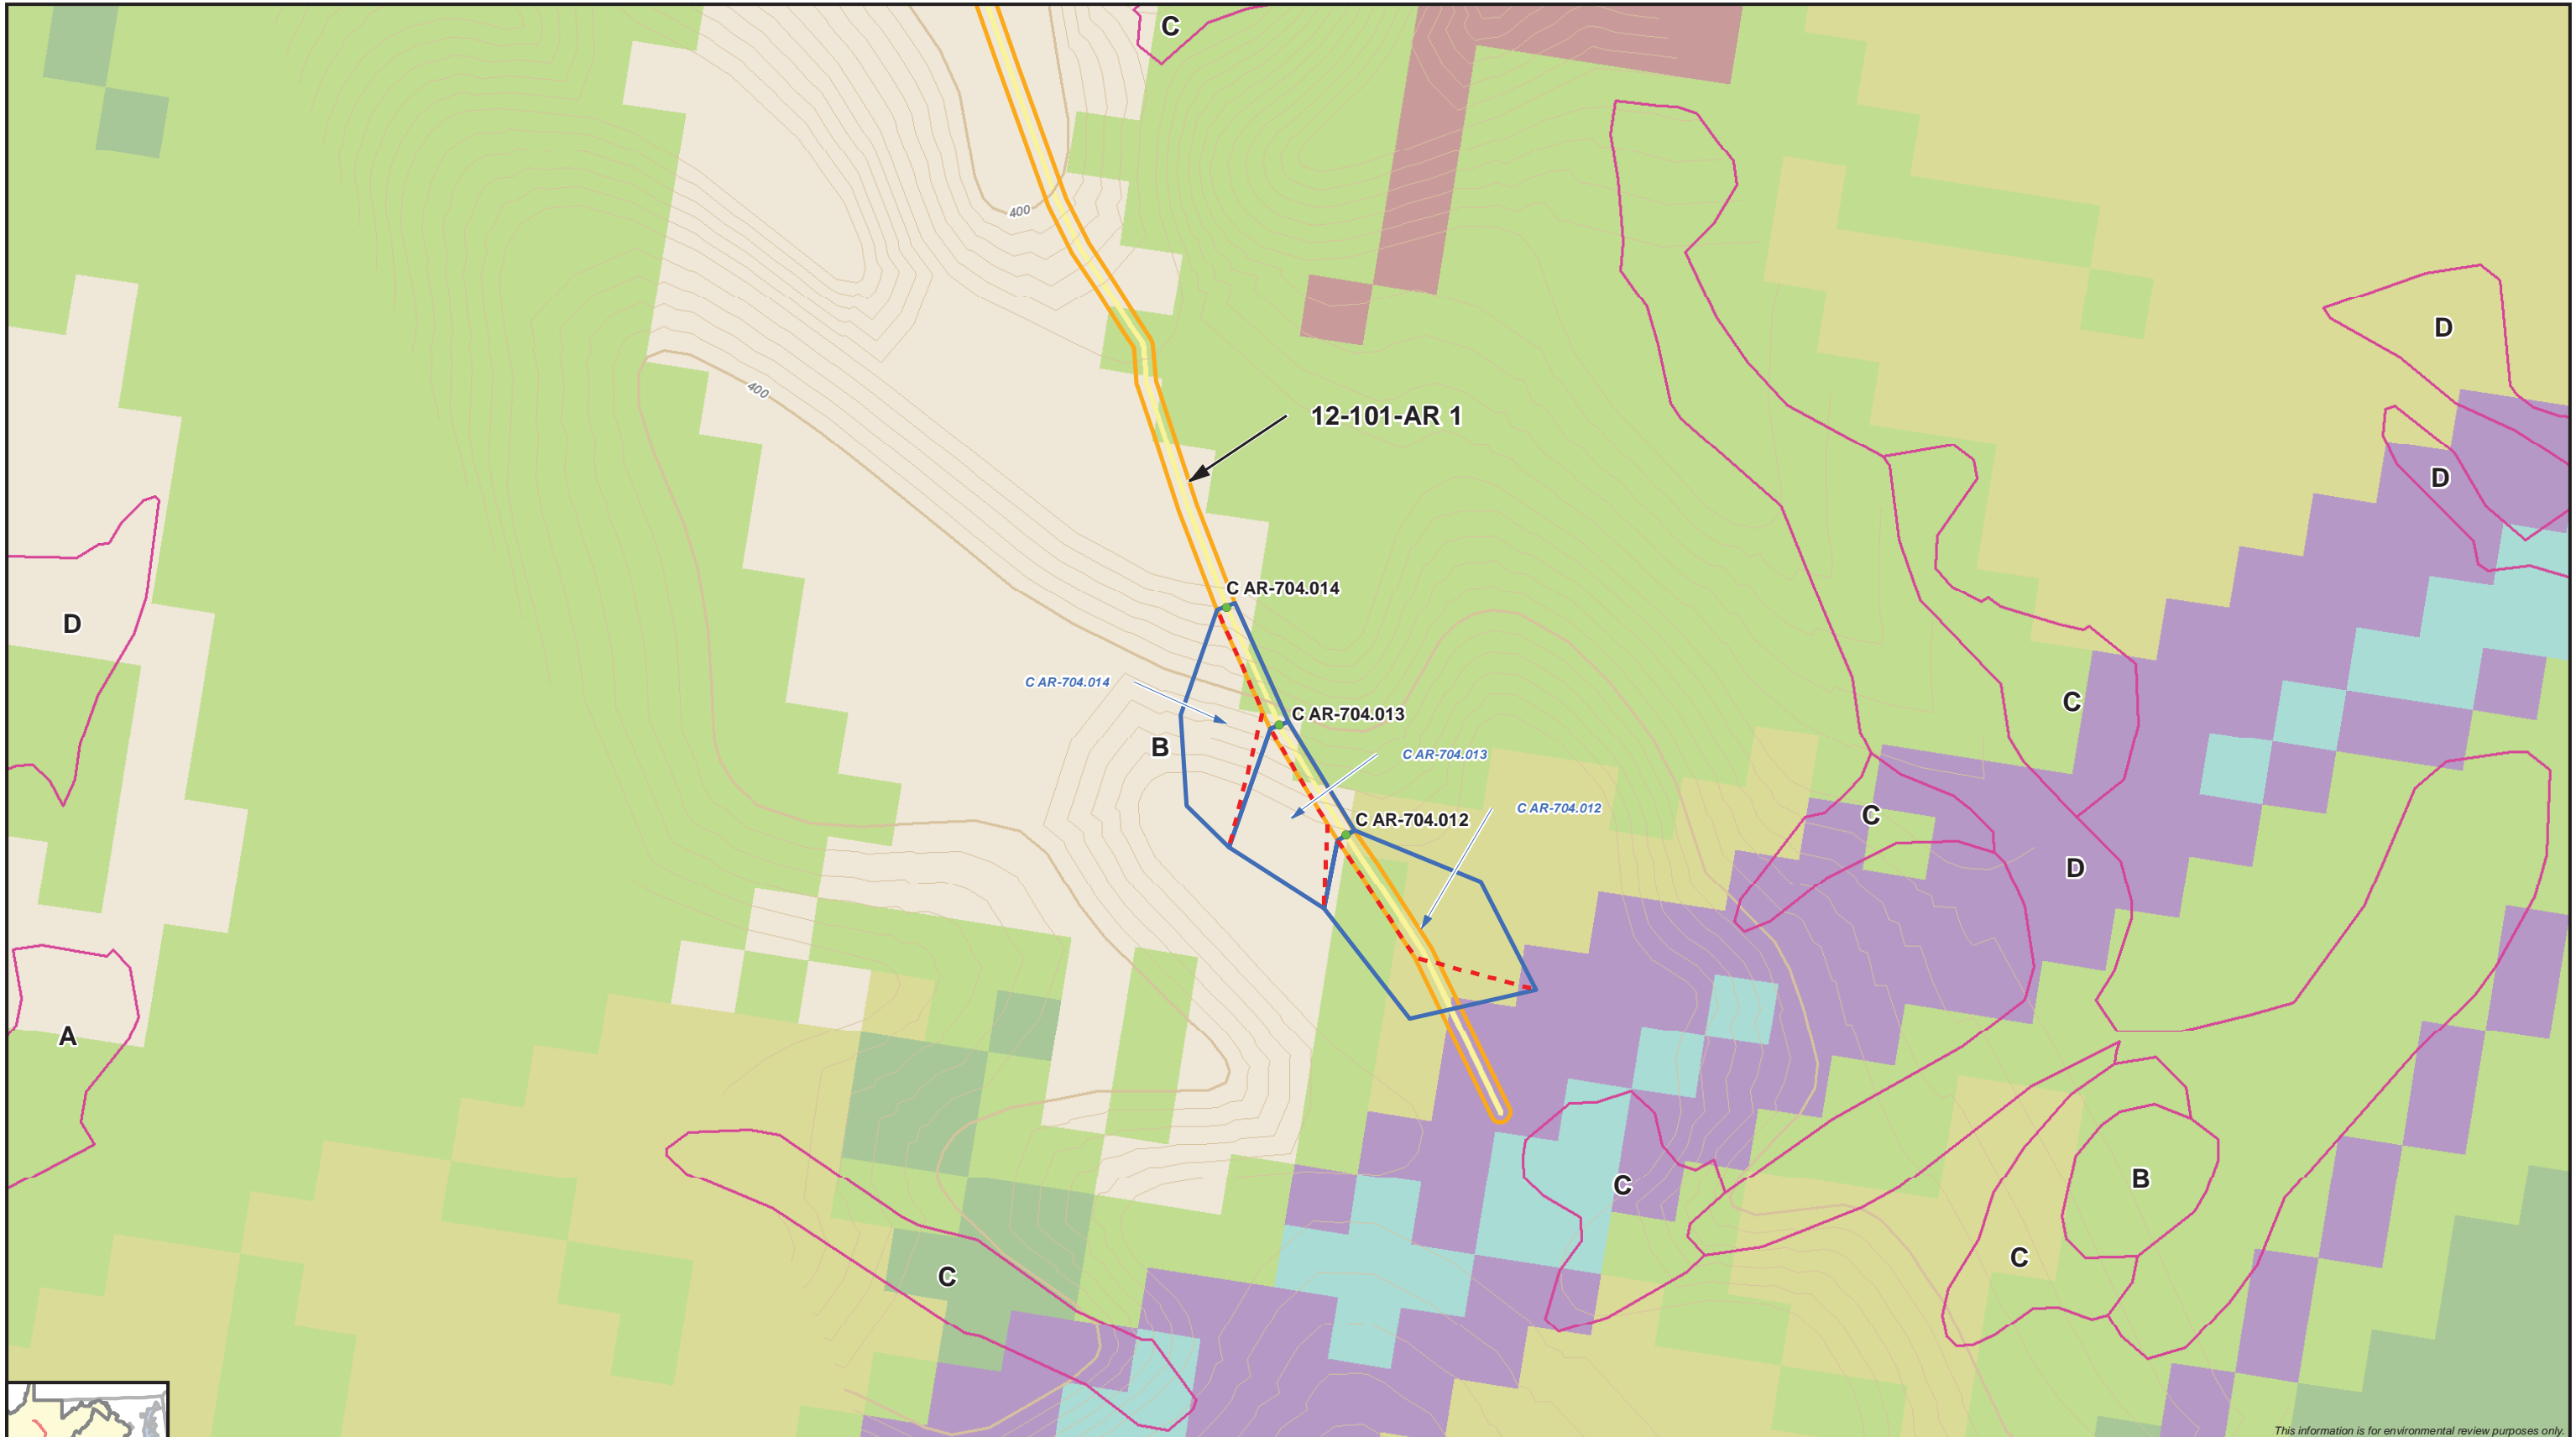 C
400
D
400
12-101-AR 1
D
C AR-704.014
D
C AR-704.014
C
C AR-704.013
B
C AR-704.013
C AR-704.012
C
C AR-704.012
D
A
B
C
C
C
This information is for environmental review purposes only.